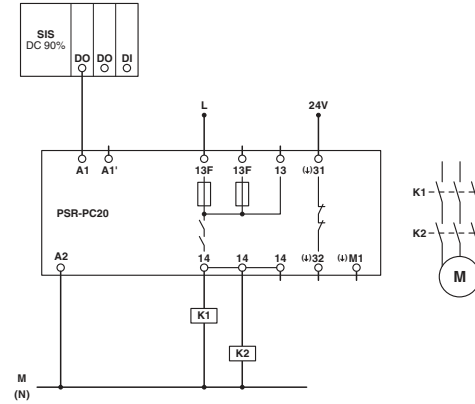 SIS
DC 90%
DO DO DI
L
24V
A1 A1'
13F 13F 13 (↓)31
PSR-PC20
A2
14 14 14 (↓)32 (↓)M1
K1
K2
M
(N)
K1
K2
M